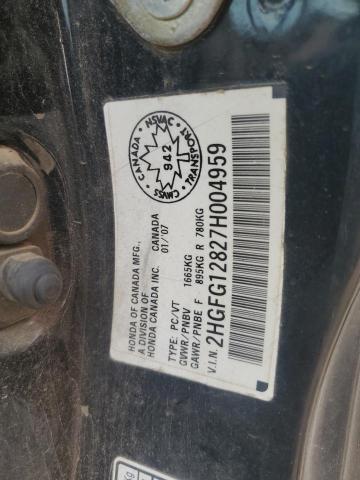 HONDA OF CANADA MFG.,
A DIVISION OF
HONDA CANADA INC. CANADA
01/'07
TYPE: PC/VT
GVWR/PNBV 1665KG
GAWR/PNBE F 895KG R 780KG
V.I.N. 2HGFG12827H004959
CANADA NSVAC TRANSPORT CMVSS
942
Kg